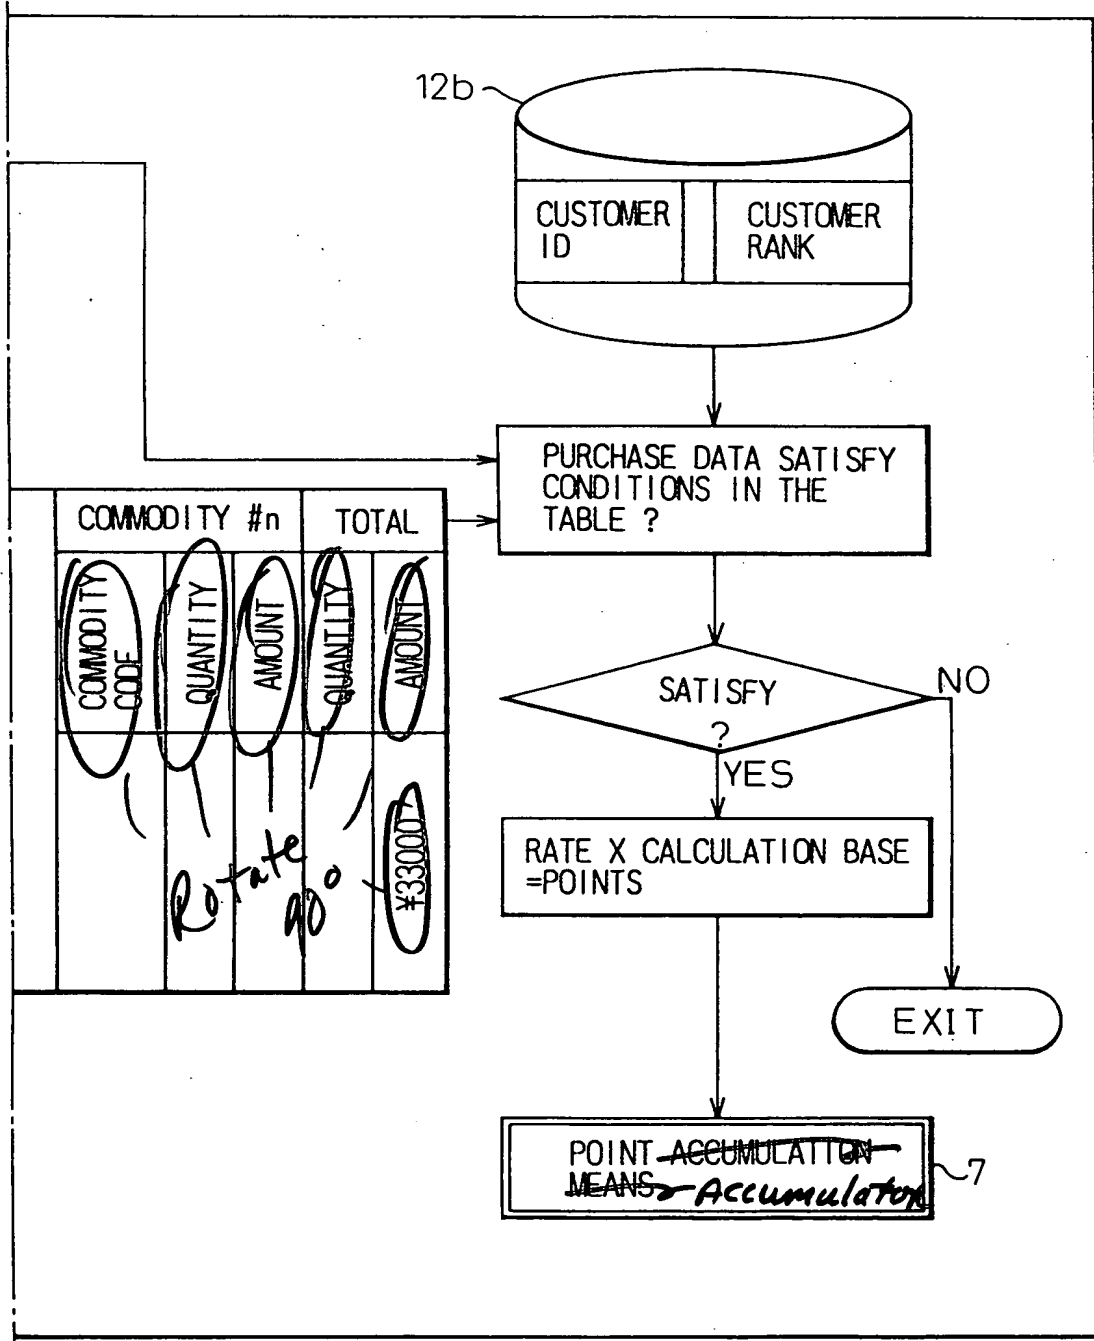 12b
CUSTOMER
ID
CUSTOMER
RANK
PURCHASE DATA SATISFY
CONDITIONS IN THE
TABLE ?
COMMODITY #n
TOTAL
COMMODITY
CODE
QUANTITY
AMOUNT
QUANTITY
AMOUNT
¥33000
Rotate
90°
SATISFY
?
NO
YES
RATE X CALCULATION BASE
=POINTS
EXIT
POINT ACCUMULATION
MEANS Accumulator
7